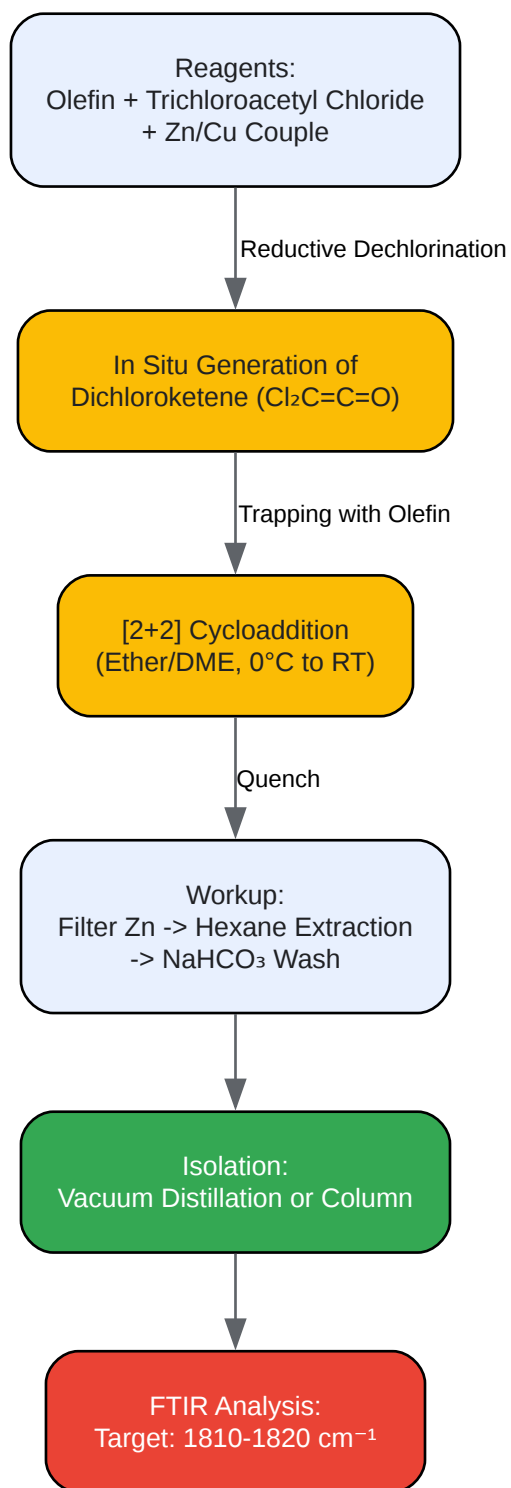 Reagents:
Olefin + Trichloroacetyl Chloride
+ Zn/Cu Couple
Reductive Dechlorination
In Situ Generation of
Dichloroketene (Cl₂C=C=O)
Trapping with Olefin
[2+2] Cycloaddition
(Ether/DME, 0°C to RT)
Quench
Workup:
Filter Zn -> Hexane Extraction
-> NaHCO₃ Wash
Isolation:
Vacuum Distillation or Column
FTIR Analysis:
Target: 1810-1820 cm⁻¹